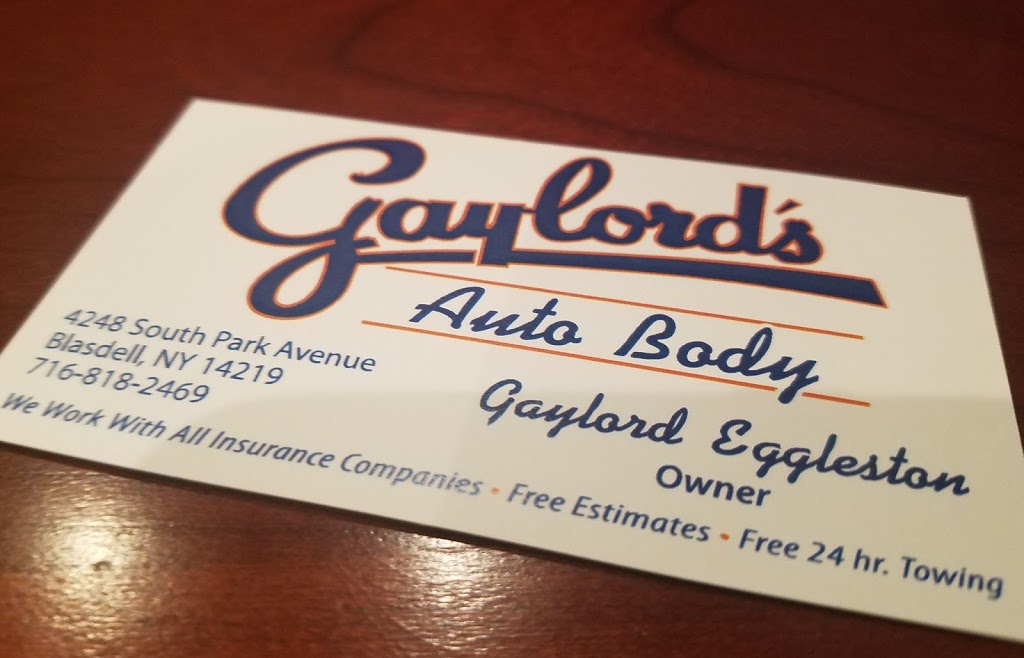 Gaylord's
Auto Body
4248 South Park Avenue
Blasdell, NY 14219
716-818-2469
Gaylord Eggleston
Owner
We Work With All Insurance Companies • Free Estimates • Free 24 hr. Towing